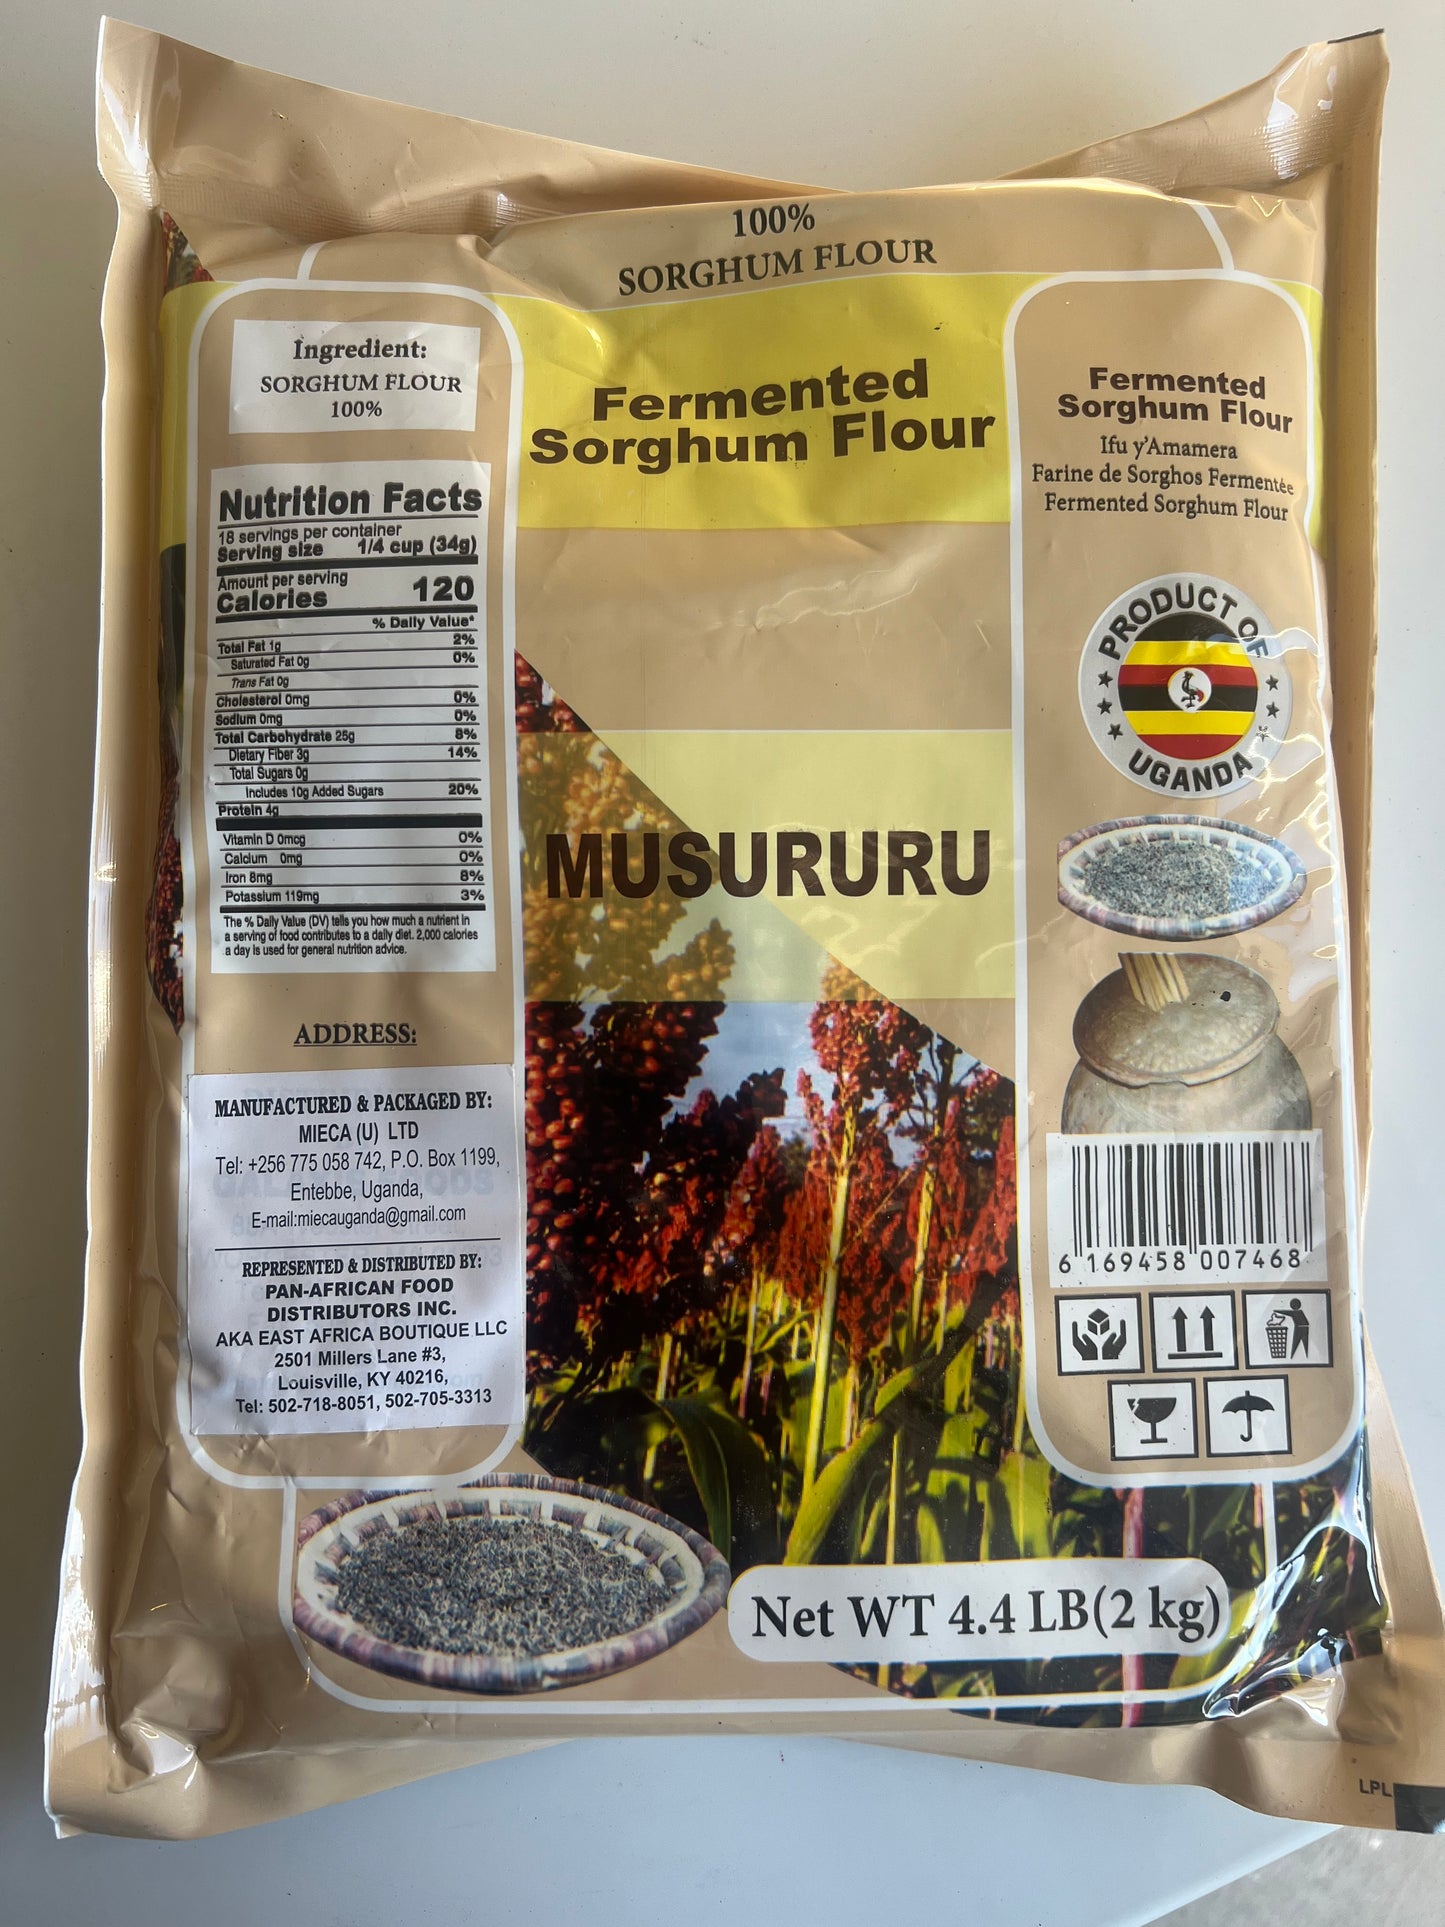 100%
SORGHUM FLOUR
Ingredient:
SORGHUM FLOUR
100%
Nutrition Facts
18 servings per container
Serving size 1/4 cup (34g)
Amount per serving
Calories 120
% Daily Value*
Total Fat 1g 2%
Saturated Fat 0g 0%
Trans Fat 0g
Cholesterol 0mg 0%
Sodium 0mg 0%
Total Carbohydrate 25g 8%
Dietary Fiber 3g 14%
Total Sugars 0g
Includes 10g Added Sugars 20%
Protein 4g
Vitamin D 0mcg 0%
Calcium 0mg 0%
Iron 8mg 8%
Potassium 119mg 3%
The % Daily Value (DV) tells you how much a nutrient in
a serving of food contributes to a daily diet. 2,000 calories
a day is used for general nutrition advice.
ADDRESS:
MANUFACTURED & PACKAGED BY:
MIECA (U) LTD
Tel: +256 775 058 742, P.O. Box 1199,
Entebbe, Uganda,
E-mail:miecauganda@gmail.com
REPRESENTED & DISTRIBUTED BY:
PAN-AFRICAN FOOD
DISTRIBUTORS INC.
AKA EAST AFRICA BOUTIQUE LLC
2501 Millers Lane #3,
Louisville, KY 40216,
Tel: 502-718-8051, 502-705-3313
Fermented
Sorghum Flour
MUSURURU
Net WT 4.4 LB(2 kg)
Fermented
Sorghum Flour
Ifu y'Amamera
Farine de Sorghos Fermentée
Fermented Sorghum Flour
PRODUCT OF
UGANDA
6 169458 007468
LPL